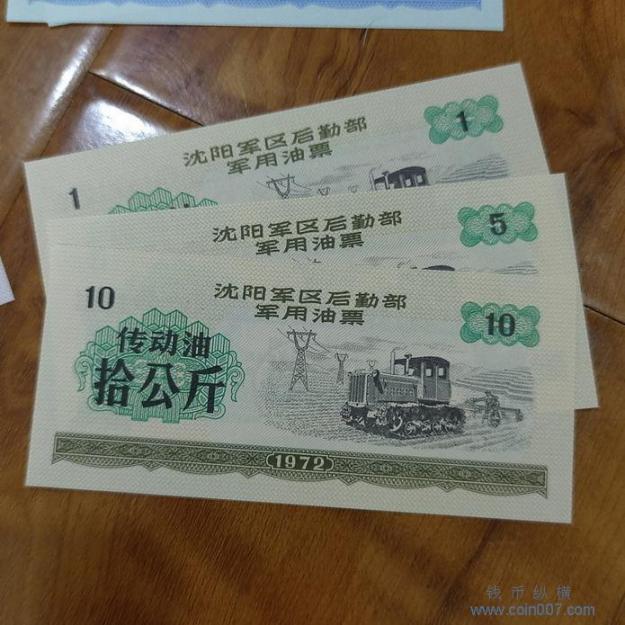 沈阳军区后勤部
军用油票
1
1
沈阳军区后勤部
军用油票
5
沈阳军区后勤部
军用油票
10
10
传动油
拾公斤
1972
钱币纵横
www.coin007.com